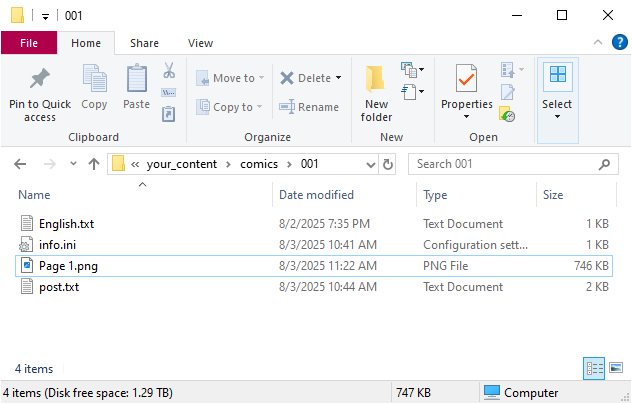 001
File Home Share View
Pin to Quick access
Copy
Paste
Move to
Copy to
Delete
Rename
New folder
Properties
Select
Clipboard Organize New Open
« your_content › comics › 001
Search 001
Name Date modified Type Size
English.txt 8/2/2025 7:35 PM Text Document 1 KB
info.ini 8/3/2025 10:41 AM Configuration sett... 1 KB
Page 1.png 8/3/2025 11:22 AM PNG File 746 KB
post.txt 8/3/2025 10:44 AM Text Document 2 KB
4 items
4 items (Disk free space: 1.29 TB) 747 KB Computer